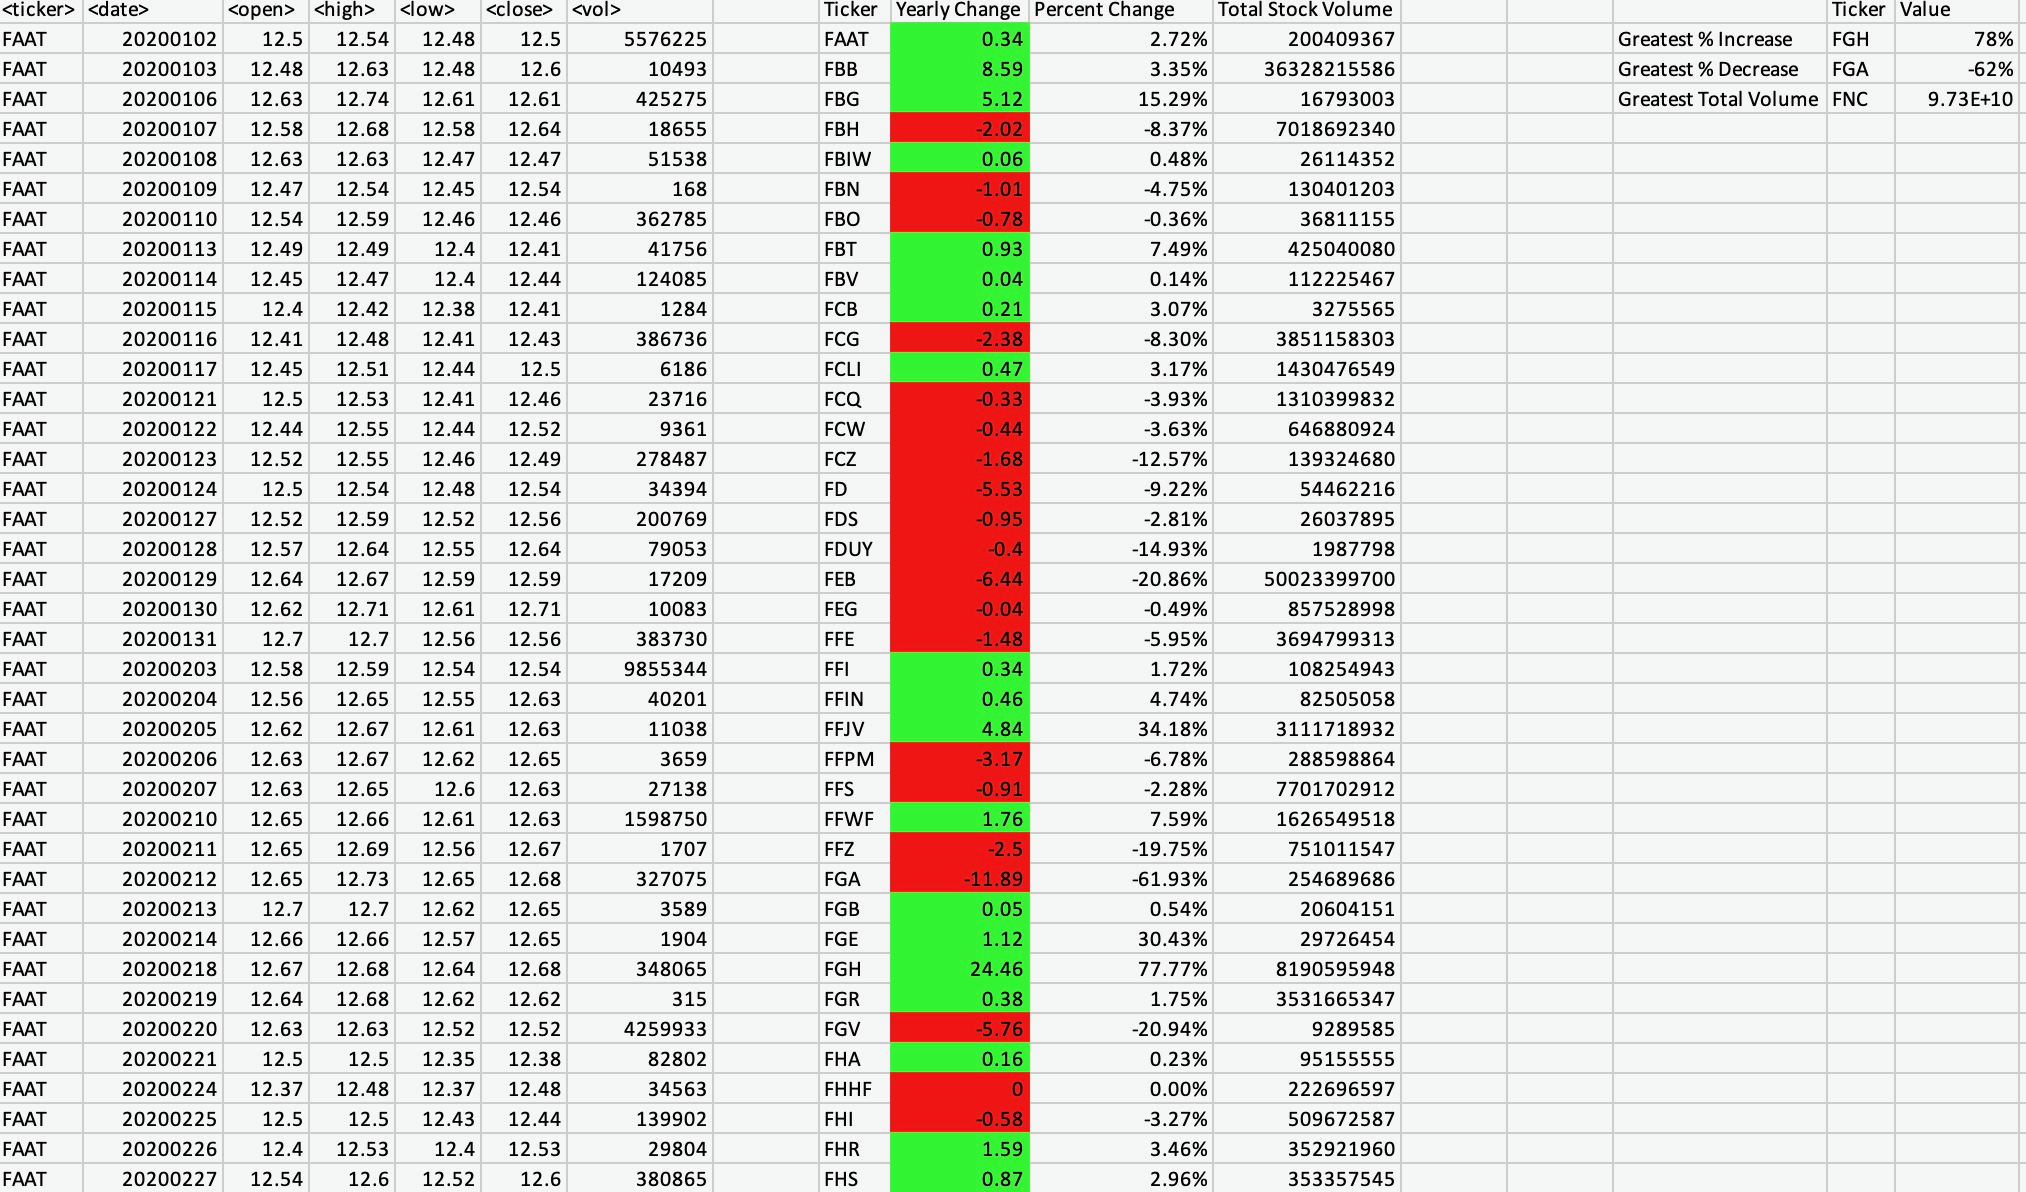 <ticker> <date> <open> <high> <low> <close> <vol> Ticker Yearly Change Percent Change Total Stock Volume Ticker Value
FAAT 20200102 12.5 12.54 12.48 12.5 5576225 FAAT 0.34 2.72% 200409367 Greatest % Increase FGH 78%
FAAT 20200103 12.48 12.63 12.48 12.6 10493 FBB 8.59 3.35% 36328215586 Greatest % Decrease FGA -62%
FAAT 20200106 12.63 12.74 12.61 12.61 425275 FBG 5.12 15.29% 16793003 Greatest Total Volume FNC 9.73E+10
FAAT 20200107 12.58 12.68 12.58 12.64 18655 FBH -2.02 -8.37% 7018692340
FAAT 20200108 12.63 12.63 12.47 12.47 51538 FBIW 0.06 0.48% 26114352
FAAT 20200109 12.47 12.54 12.45 12.54 168 FBN -1.01 -4.75% 130401203
FAAT 20200110 12.54 12.59 12.46 12.46 362785 FBO -0.78 -0.36% 36811155
FAAT 20200113 12.49 12.49 12.4 12.41 41756 FBT 0.93 7.49% 425040080
FAAT 20200114 12.45 12.47 12.4 12.44 124085 FBV 0.04 0.14% 112225467
FAAT 20200115 12.4 12.42 12.38 12.41 1284 FCB 0.21 3.07% 3275565
FAAT 20200116 12.41 12.48 12.41 12.43 386736 FCG -2.38 -8.30% 3851158303
FAAT 20200117 12.45 12.51 12.44 12.5 6186 FCLI 0.47 3.17% 1430476549
FAAT 20200121 12.5 12.53 12.41 12.46 23716 FCQ -0.33 -3.93% 1310399832
FAAT 20200122 12.44 12.55 12.44 12.52 9361 FCW -0.44 -3.63% 646880924
FAAT 20200123 12.52 12.55 12.46 12.49 278487 FCZ -1.68 -12.57% 139324680
FAAT 20200124 12.5 12.54 12.48 12.54 34394 FD -5.53 -9.22% 54462216
FAAT 20200127 12.52 12.59 12.52 12.56 200769 FDS -0.95 -2.81% 26037895
FAAT 20200128 12.57 12.64 12.55 12.64 79053 FDUY -0.4 -14.93% 1987798
FAAT 20200129 12.64 12.67 12.59 12.59 17209 FEB -6.44 -20.86% 50023399700
FAAT 20200130 12.62 12.71 12.61 12.71 10083 FEG -0.04 -0.49% 857528998
FAAT 20200131 12.7 12.7 12.56 12.56 383730 FFE -1.48 -5.95% 3694799313
FAAT 20200203 12.58 12.59 12.54 12.54 9855344 FFI 0.34 1.72% 108254943
FAAT 20200204 12.56 12.65 12.55 12.63 40201 FFIN 0.46 4.74% 82505058
FAAT 20200205 12.62 12.67 12.61 12.63 11038 FFJV 4.84 34.18% 3111718932
FAAT 20200206 12.63 12.67 12.62 12.65 3659 FFPM -3.17 -6.78% 288598864
FAAT 20200207 12.63 12.65 12.6 12.63 27138 FFS -0.91 -2.28% 7701702912
FAAT 20200210 12.65 12.66 12.61 12.63 1598750 FFWF 1.76 7.59% 1626549518
FAAT 20200211 12.65 12.69 12.56 12.67 1707 FFZ -2.5 -19.75% 751011547
FAAT 20200212 12.65 12.73 12.65 12.68 327075 FGA -11.89 -61.93% 254689686
FAAT 20200213 12.7 12.7 12.62 12.65 3589 FGB 0.05 0.54% 20604151
FAAT 20200214 12.66 12.66 12.57 12.65 1904 FGE 1.12 30.43% 29726454
FAAT 20200218 12.67 12.68 12.64 12.68 348065 FGH 24.46 77.77% 8190595948
FAAT 20200219 12.64 12.68 12.62 12.62 315 FGR 0.38 1.75% 3531665347
FAAT 20200220 12.63 12.63 12.52 12.52 4259933 FGV -5.76 -20.94% 9289585
FAAT 20200221 12.5 12.5 12.35 12.38 82802 FHA 0.16 0.23% 95155555
FAAT 20200224 12.37 12.48 12.37 12.48 34563 FHHF 0 0.00% 222696597
FAAT 20200225 12.5 12.5 12.43 12.44 139902 FHI -0.58 -3.27% 509672587
FAAT 20200226 12.4 12.53 12.4 12.53 29804 FHR 1.59 3.46% 352921960
FAAT 20200227 12.54 12.6 12.52 12.6 380865 FHS 0.87 2.96% 353357545